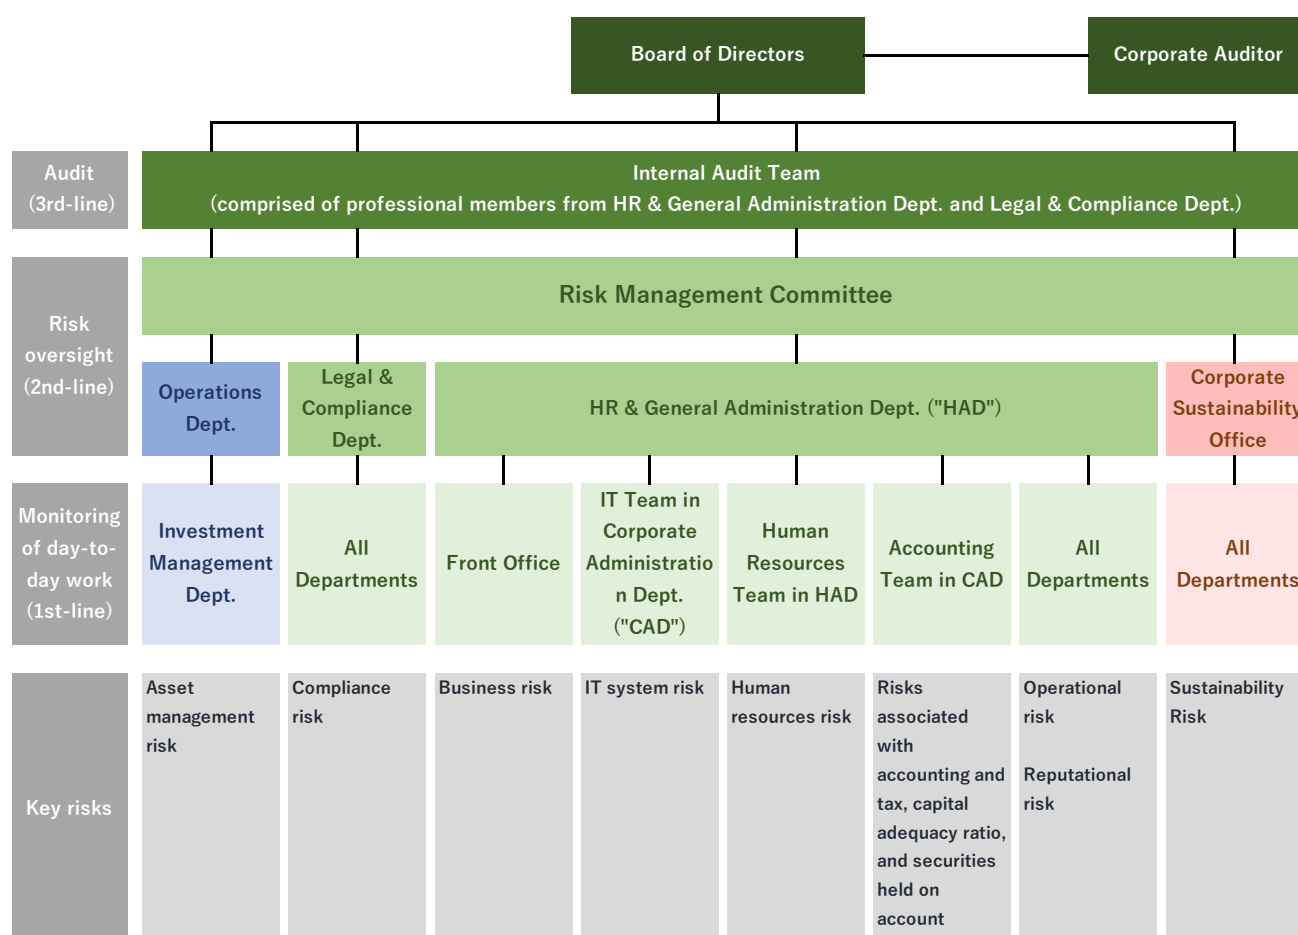 Board of Directors
Corporate Auditor
Audit
(3rd-line)
Internal Audit Team
(comprised of professional members from HR & General Administration Dept. and Legal & Compliance Dept.)
Risk
oversight
(2nd-line)
Risk Management Committee
Operations
Dept.
Legal &
Compliance
Dept.
HR & General Administration Dept. ("HAD")
Corporate
Sustainability
Office
Monitoring
of day-to-
day work
(1st-line)
Investment
Management
Dept.
All
Departments
Front Office
IT Team in
Corporate
Administratio
n Dept.
("CAD")
Human
Resources
Team in HAD
Accounting
Team in CAD
All
Departments
All
Departments
Key risks
Asset
management
risk
Compliance
risk
Business risk
IT system risk
Human
resources risk
Risks
associated
with
accounting and
tax, capital
adequacy ratio,
and securities
held on
account
Operational
risk
Reputational
risk
Sustainability
Risk